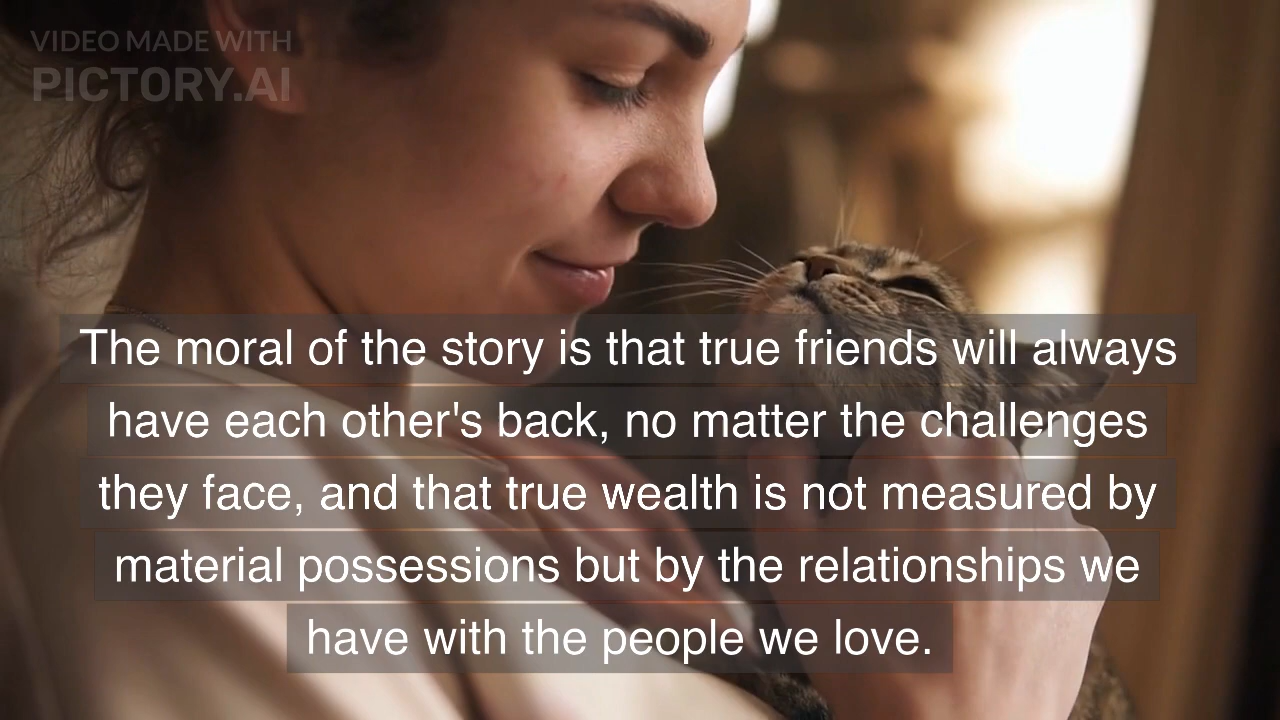 VIDEO MADE WITH
PICTORY.AI
The moral of the story is that true friends will always
have each other's back, no matter the challenges
they face, and that true wealth is not measured by
material possessions but by the relationships we
have with the people we love.